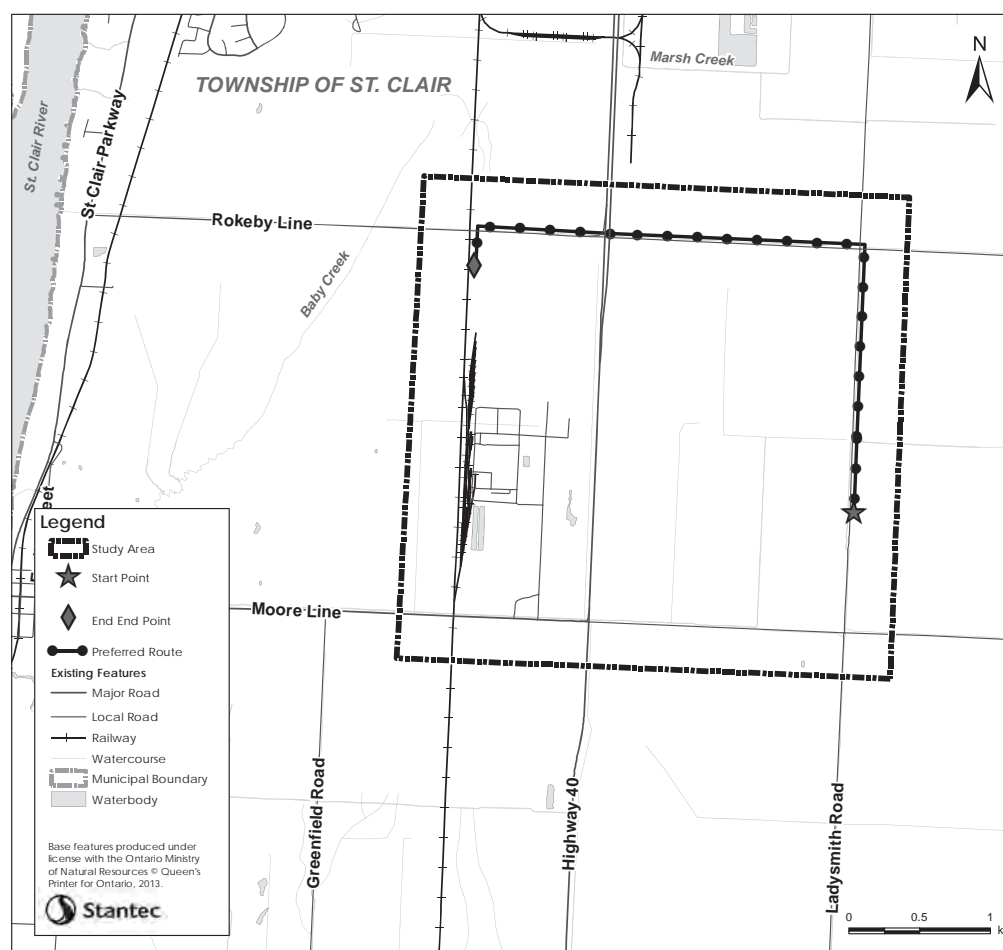 Marsh Creek
N
TOWNSHIP OF ST. CLAIR
St. Clair River
St Clair Parkway
Rokeby Line
Baby Creek
eet
Legend
Study Area
Start Point
End End Point
Preferred Route
Existing Features
Major Road
Local Road
Railway
Watercourse
Municipal Boundary
Waterbody
Base features produced under
license with the Ontario Ministry
of Natural Resources © Queen's
Printer for Ontario, 2013.
Stantec
Moore Line
Greenfield Road
Highway 40
Ladysmith Road
0 0.5 1
k